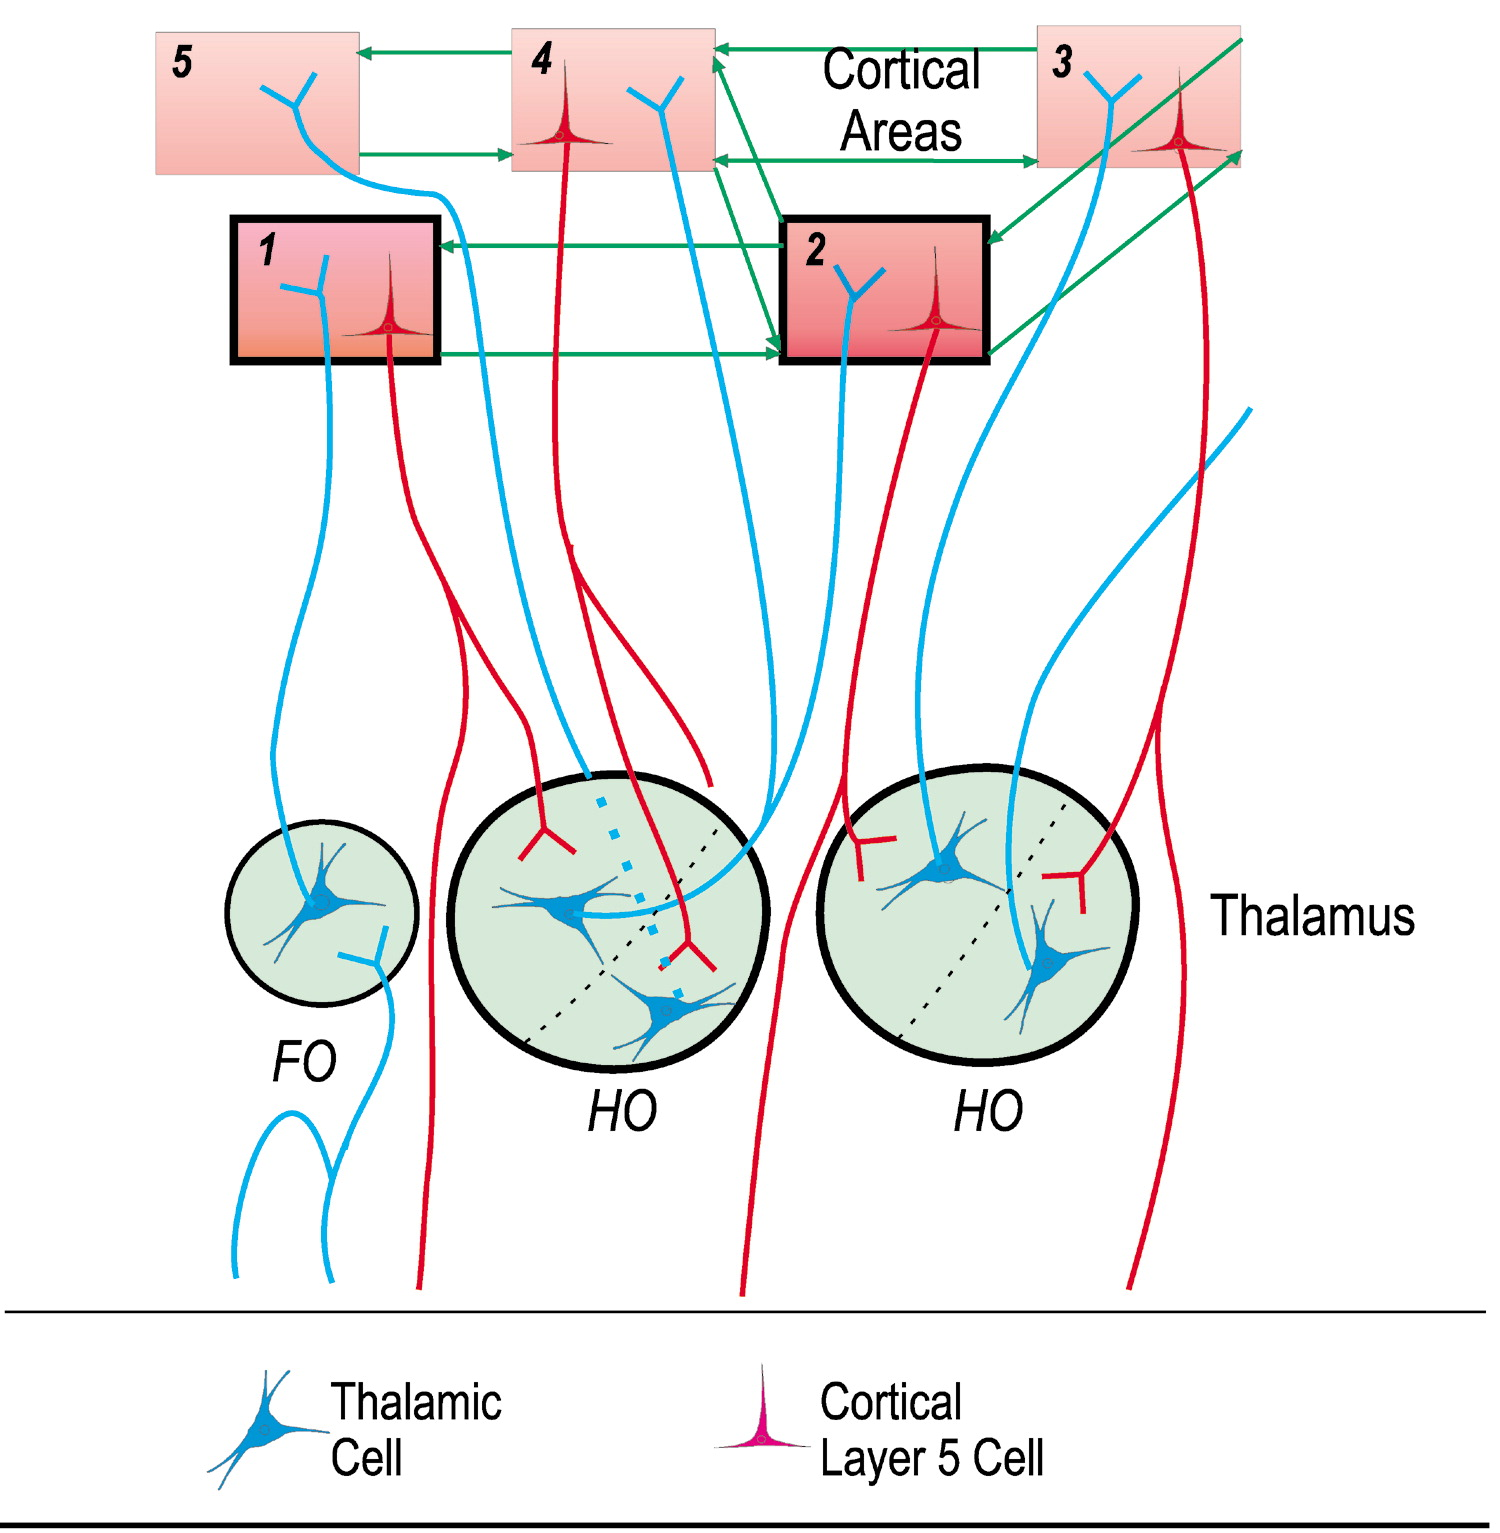 5
4
Cortical
Areas
3
1
2
Thalamus
FO
HO
HO
Thalamic
Cell
Cortical
Layer 5 Cell